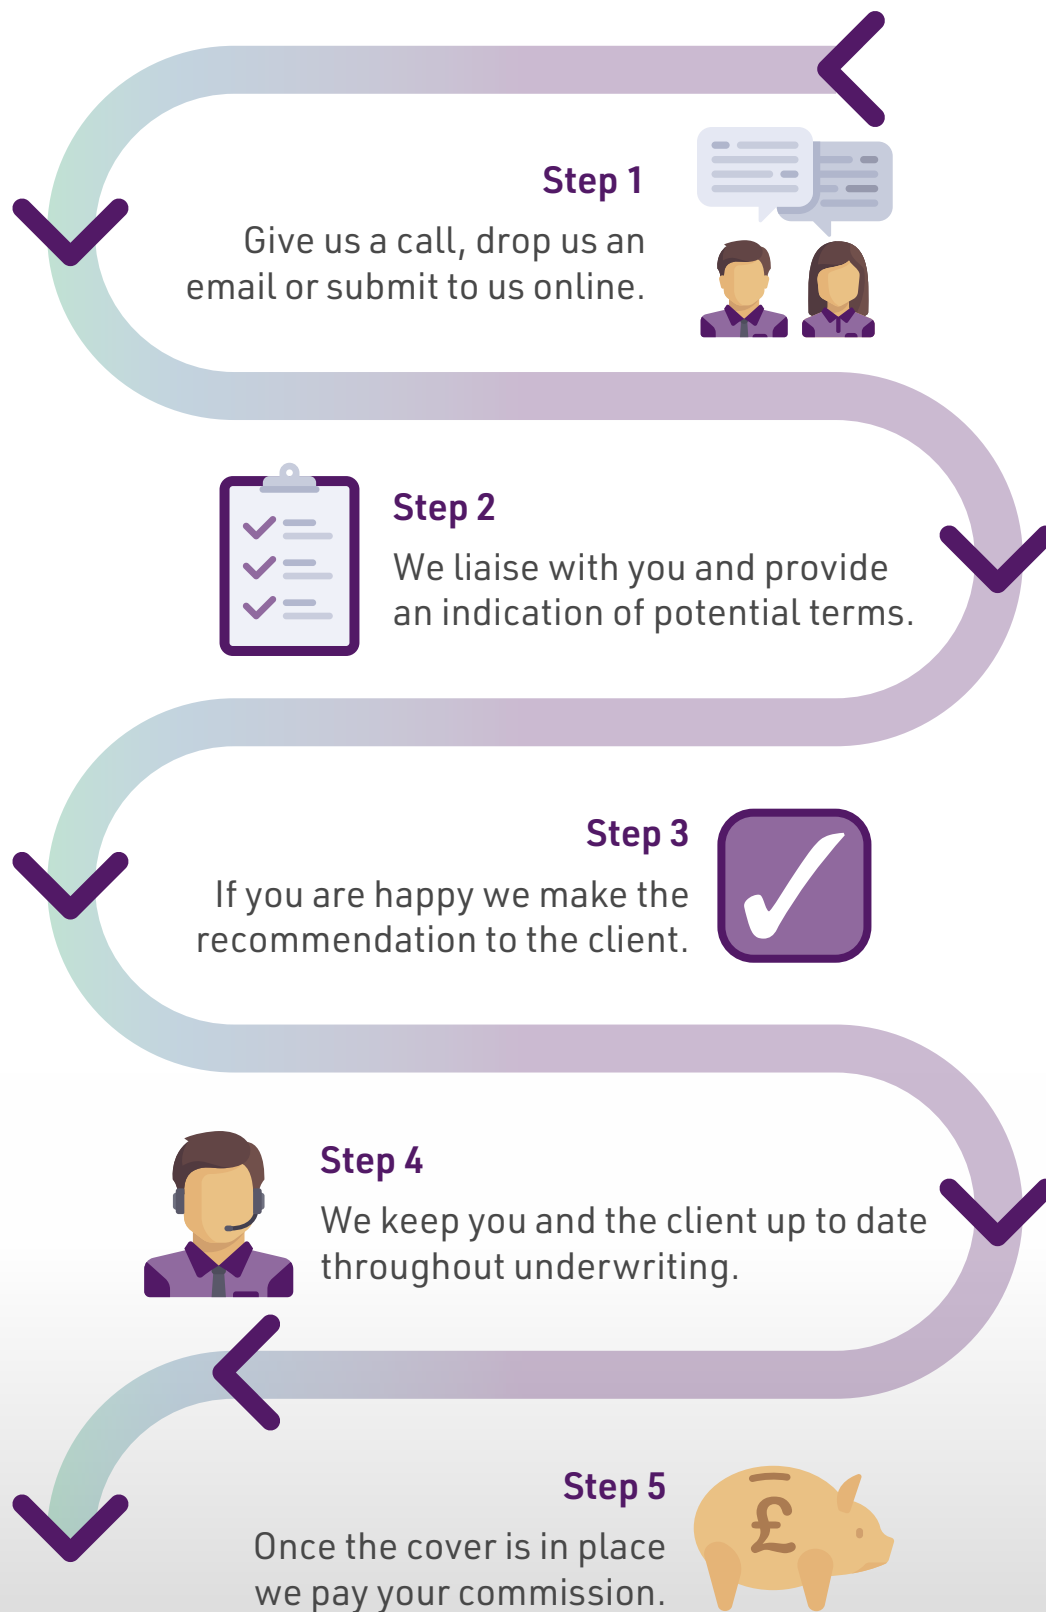 Step 1
Give us a call, drop us an
email or submit to us online.
Step 2
We liaise with you and provide
an indication of potential terms.
Step 3
If you are happy we make the
recommendation to the client.
Step 4
We keep you and the client up to date
throughout underwriting.
Step 5
£
Once the cover is in place
we pay your commission.